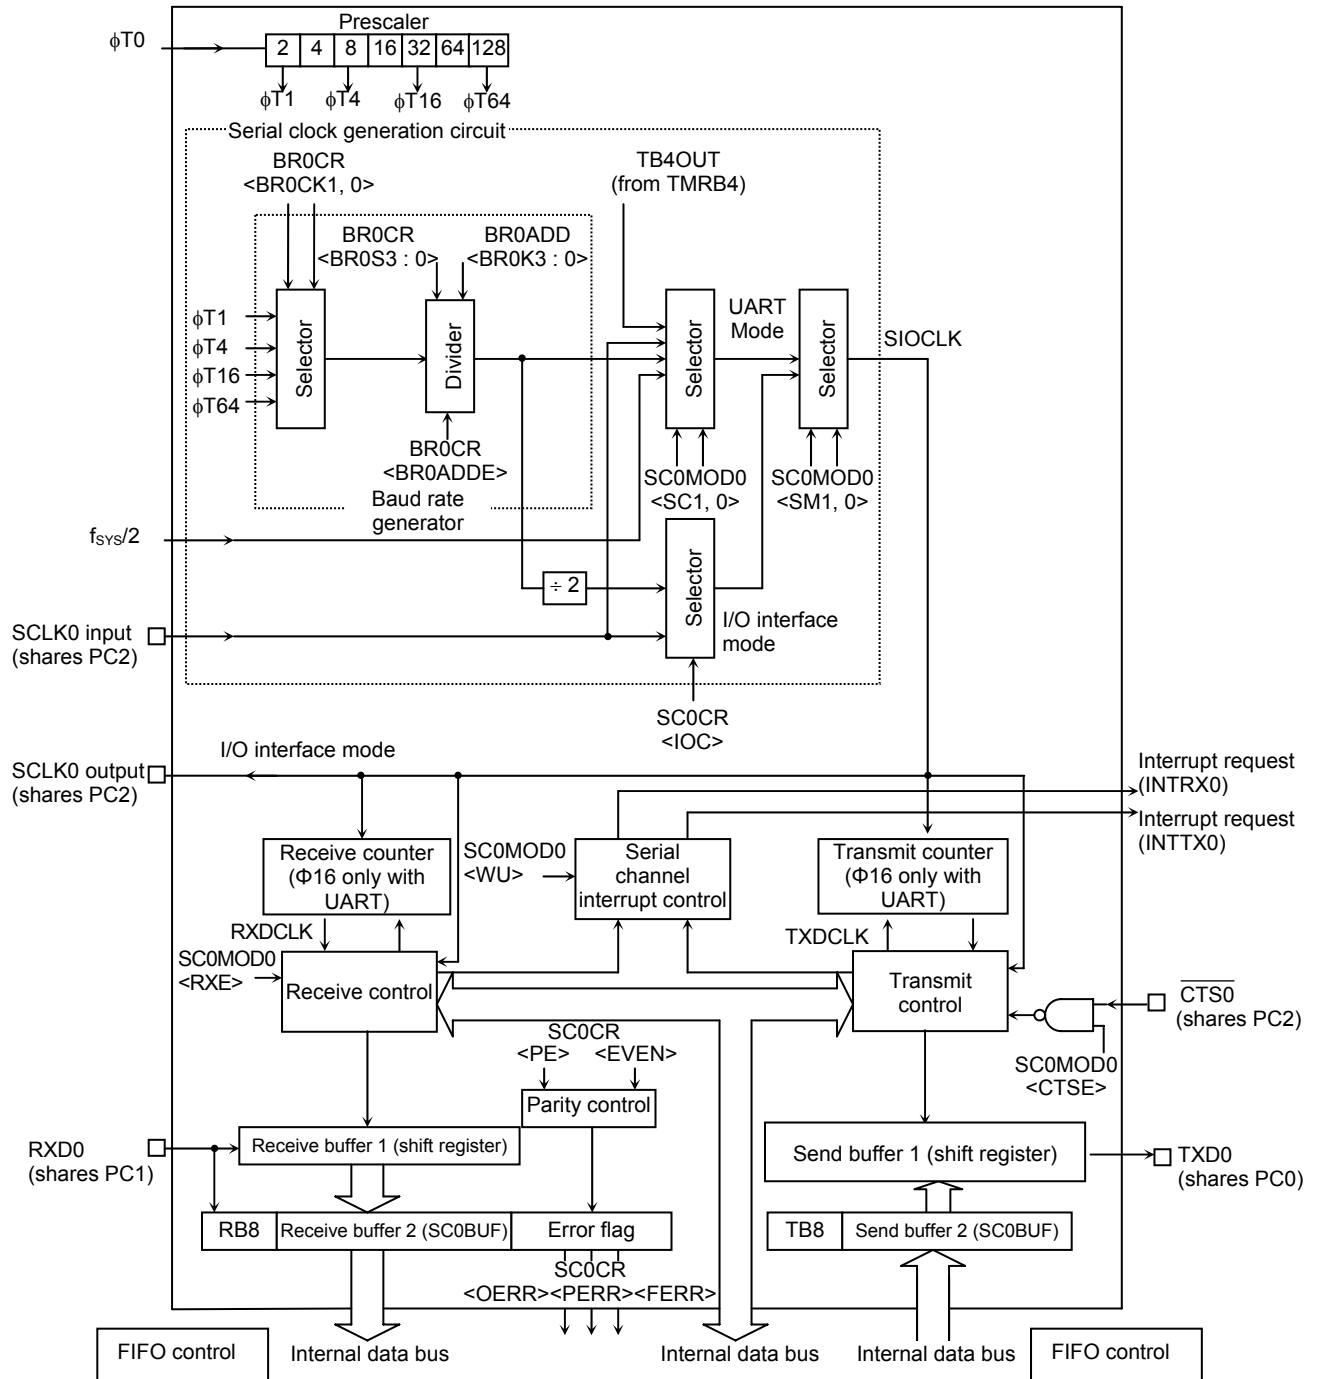 Prescaler
ϕT0
2 4 8 16 32 64 128
ϕT1 ϕT4 ϕT16 ϕT64
Serial clock generation circuit
BR0CR
<BR0CK1, 0>
TB4OUT
(from TMRB4)
BR0CR
<BR0S3 : 0>
BR0ADD
<BR0K3 : 0>
ϕT1
ϕT4
ϕT16
ϕT64
Selector
Divider
Selector
UART
Mode
Selector
SIOCLK
BR0CR
<BR0ADDE>
SC0MOD0
<SC1, 0>
SC0MOD0
<SM1, 0>
Baud rate
generator
fSYS/2
÷ 2
Selector
I/O interface
mode
SCLK0 input
(shares PC2)
SC0CR
<IOC>
I/O interface mode
SCLK0 output
(shares PC2)
Interrupt request
(INTRX0)
Interrupt request
(INTTX0)
Receive counter
(Φ16 only with
UART)
SC0MOD0
<WU>
Serial
channel
interrupt control
Transmit counter
(Φ16 only with
UART)
RXDCLK
TXDCLK
SC0MOD0
<RXE>
Receive control
Transmit
control
CTS0
(shares PC2)
SC0MOD0
<CTSE>
SC0CR
<PE> <EVEN>
Parity control
RXD0
(shares PC1)
Receive buffer 1 (shift register)
Send buffer 1 (shift register)
TXD0
(shares PC0)
RB8 Receive buffer 2 (SC0BUF) Error flag
TB8 Send buffer 2 (SC0BUF)
SC0CR
<OERR><PERR><FERR>
FIFO control
Internal data bus
Internal data bus
Internal data bus
FIFO control